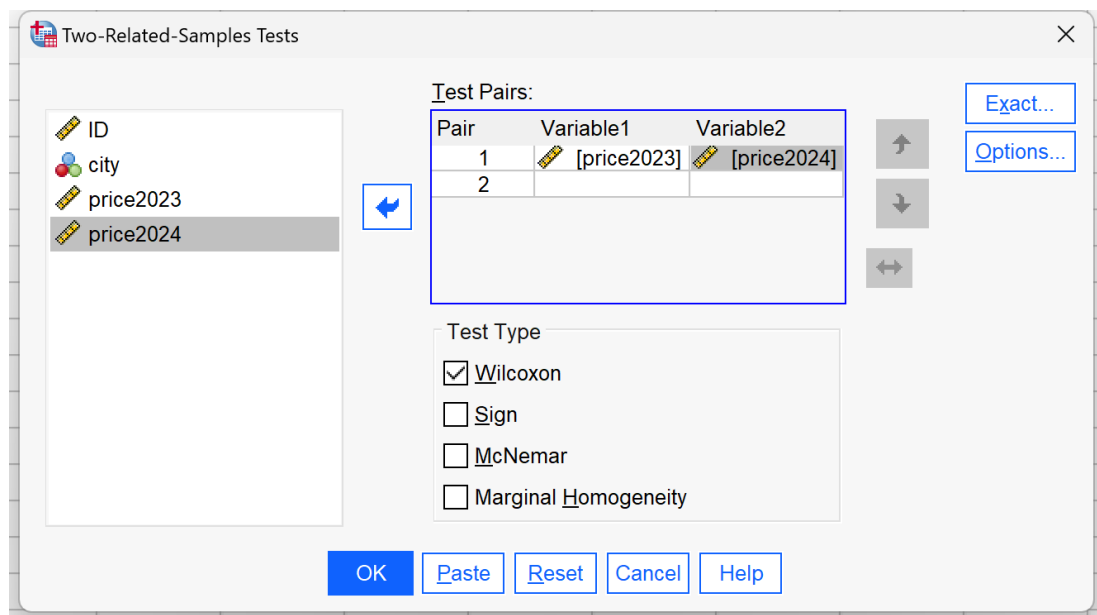 Two-Related-Samples Tests
ID
city
price2023
price2024
Test Pairs:
Pair Variable1 Variable2
1 [price2023] [price2024]
2
Test Type
Wilcoxon
Sign
McNemar
Marginal Homogeneity
Exact...
Options...
OK Paste Reset Cancel Help